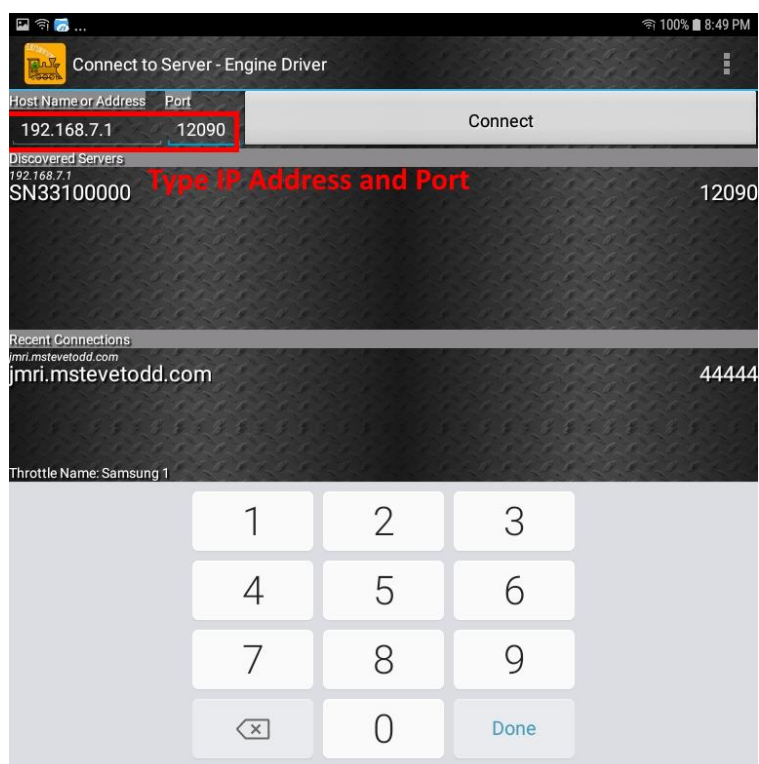 ... 100% 8:49 PM
Connect to Server - Engine Driver
Host Name or Address Port
192.168.7.1 12090 Connect
Discovered Servers
192.168.7.1
SN33100000 12090
Type IP Address and Port
Recent Connections
jmri.mstevetodd.com
jmri.mstevetodd.com 44444
Throttle Name: Samsung 1
1 2 3
4 5 6
7 8 9
0 Done